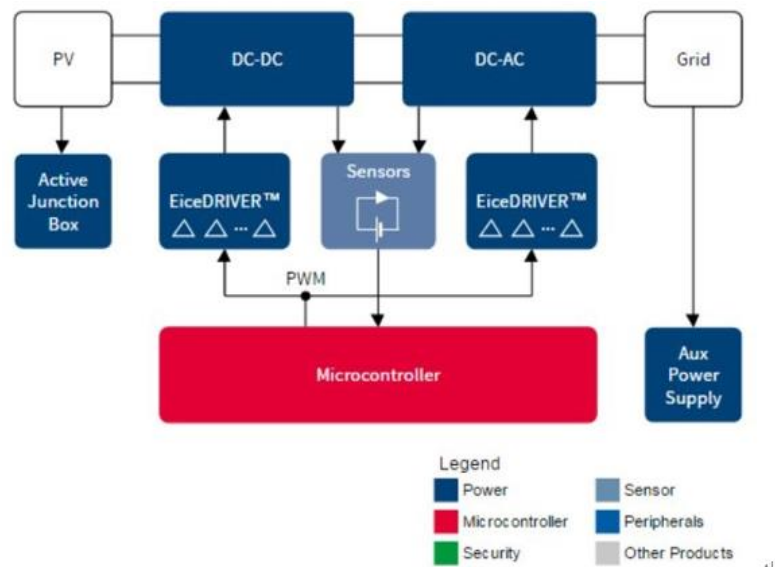 PV
DC-DC
DC-AC
Grid
Active
Junction
Box
EiceDRIVER™
...
Sensors
EiceDRIVER™
...
PWM
Microcontroller
Aux
Power
Supply
Legend
Power
Sensor
Microcontroller
Peripherals
Security
Other Products